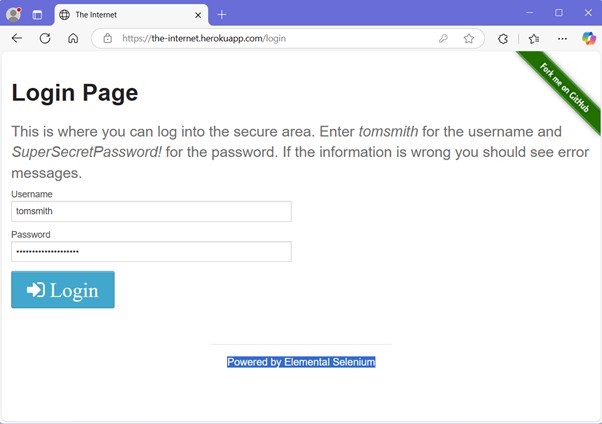 The Internet
https://the-internet.herokuapp.com/login
Fork me on GitHub
Login Page
This is where you can log into the secure area. Enter tomsmith for the username and
SuperSecretPassword! for the password. If the information is wrong you should see error
messages.
Username
tomsmith
Password
••••••••••••••••••••
Login
Powered by Elemental Selenium